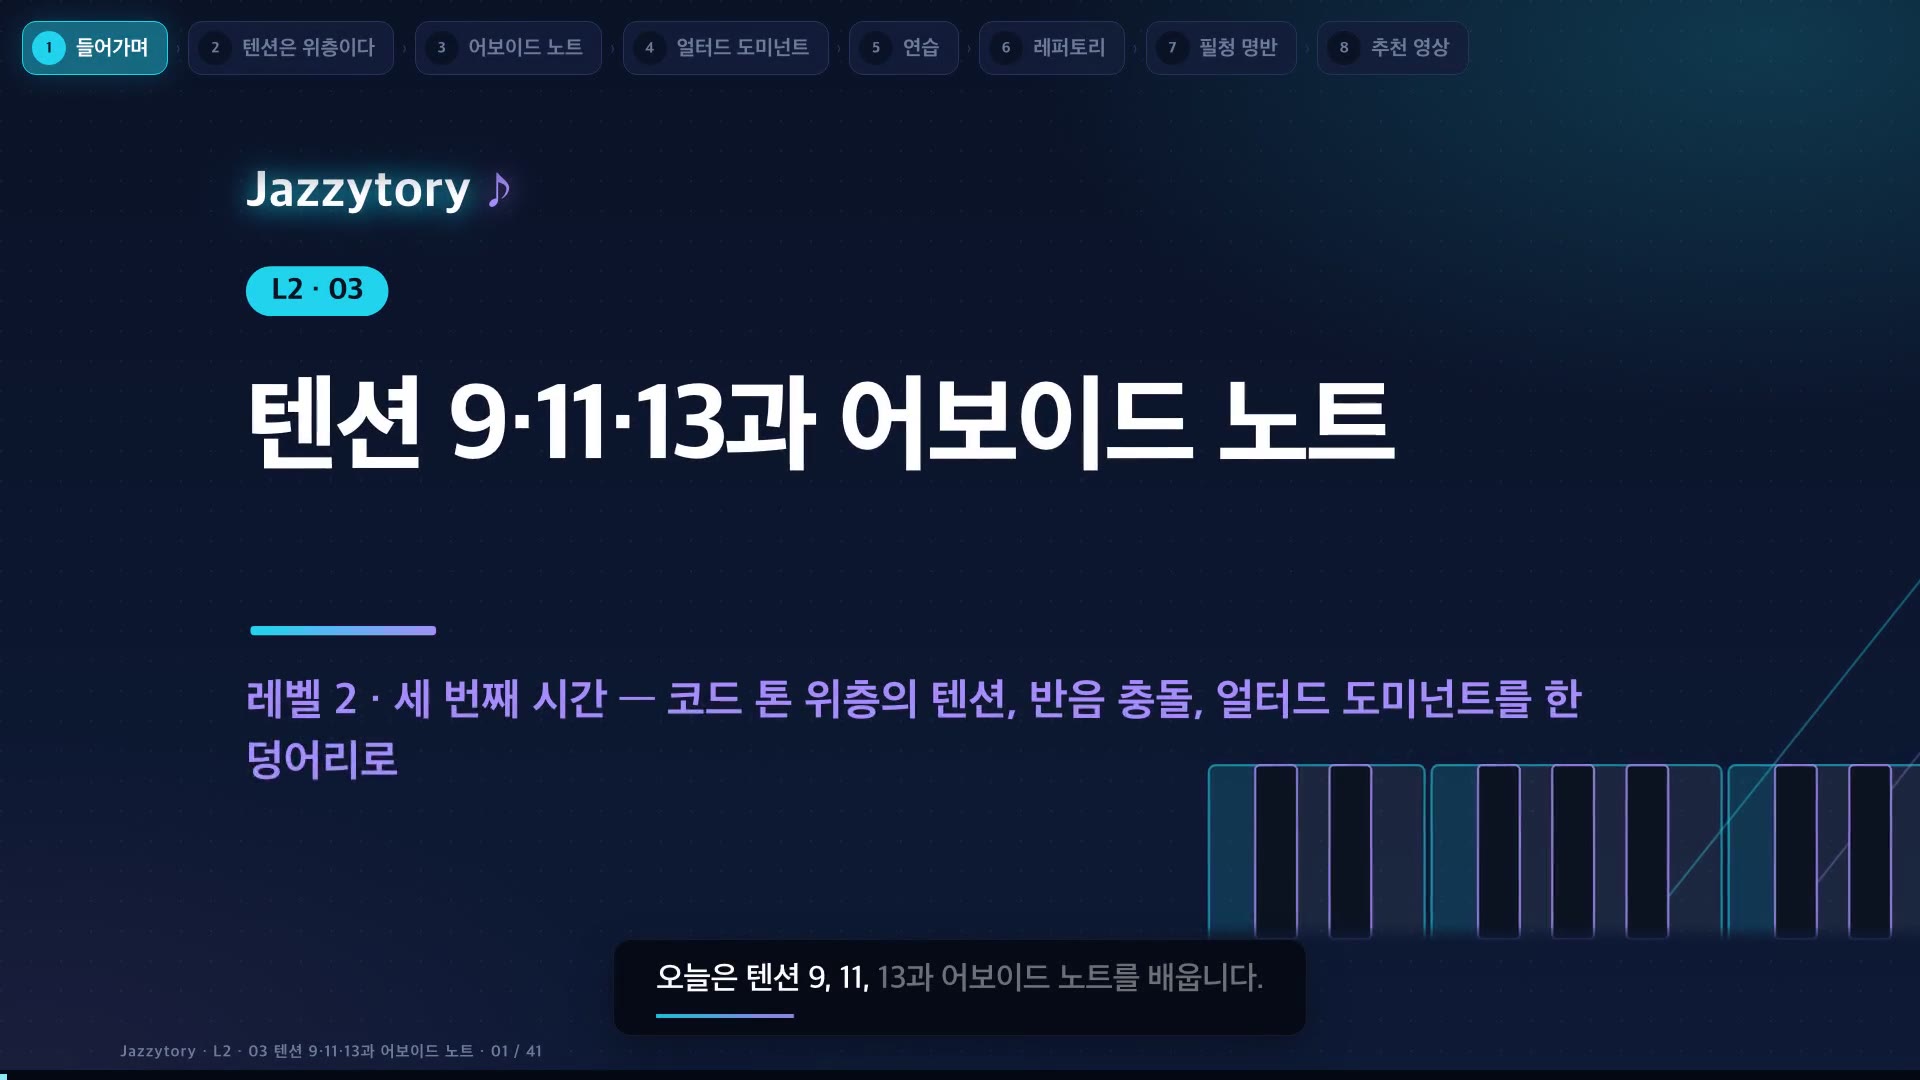 1 들어가며 › 2 텐션은 위층이다 › 3 어보이드 노트 › 4 얼터드 도미넌트 › 5 연습 › 6 레퍼토리 › 7 필청 명반 › 8 추천 영상
Jazzytory ♪
L2 · 03
텐션 9·11·13과 어보이드 노트
레벨 2 · 세 번째 시간 — 코드 톤 위층의 텐션, 반음 충돌, 얼터드 도미넌트를 한
덩어리로
오늘은 텐션 9, 11, 13과 어보이드 노트를 배웁니다.
Jazzytory · L2 · 03 텐션 9·11·13과 어보이드 노트 · 01 / 41